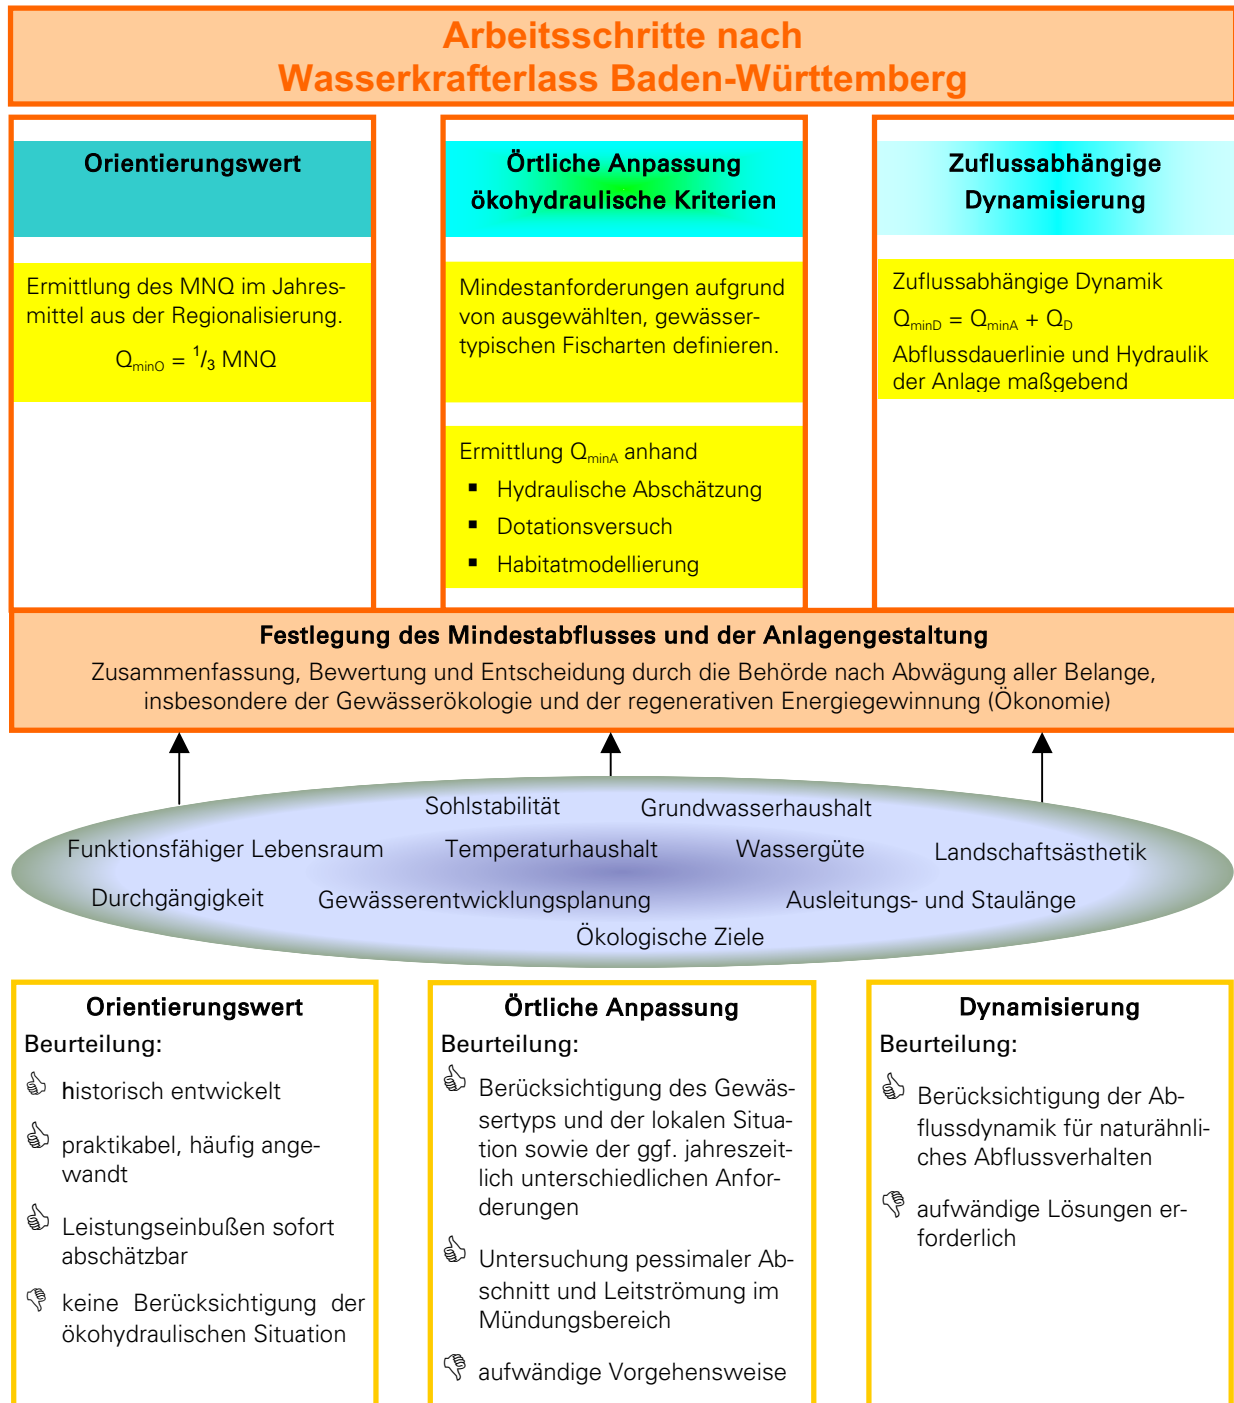 Arbeitsschritte nach
Wasserkrafterlass Baden-Württemberg
Orientierungswert
Ermittlung des MNQ im Jahres-
mittel aus der Regionalisierung.
QminO = 1/3 MNQ
Örtliche Anpassung
ökohydraulische Kriterien
Mindestanforderungen aufgrund
von ausgewählten, gewässer-
typischen Fischarten definieren.
Ermittlung QminA anhand
▪ Hydraulische Abschätzung
▪ Dotationsversuch
▪ Habitatmodellierung
Zuflussabhängige
Dynamisierung
Zuflussabhängige Dynamik
QminD = QminA + QD
Abflussdauerlinie und Hydraulik
der Anlage maßgebend
Festlegung des Mindestabflusses und der Anlagengestaltung
Zusammenfassung, Bewertung und Entscheidung durch die Behörde nach Abwägung aller Belange,
insbesondere der Gewässerökologie und der regenerativen Energiegewinnung (Ökonomie)
Sohlstabilität
Grundwasserhaushalt
Funktionsfähiger Lebensraum
Temperaturhaushalt
Wassergüte
Landschaftsästhetik
Durchgängigkeit
Gewässerentwicklungsplanung
Ausleitungs- und Staulänge
Ökologische Ziele
Orientierungswert
Beurteilung:
👍 historisch entwickelt
👍 praktikabel, häufig ange-
wandt
👍 Leistungseinbußen sofort
abschätzbar
👎 keine Berücksichtigung der
ökohydraulischen Situation
Örtliche Anpassung
Beurteilung:
👍 Berücksichtigung des Gewäs-
sertyps und der lokalen Situa-
tion sowie der ggf. jahreszeit-
lich unterschiedlichen Anfor-
derungen
👍 Untersuchung pessimaler Ab-
schnitt und Leitströmung im
Mündungsbereich
👎 aufwändige Vorgehensweise
Dynamisierung
Beurteilung:
👍 Berücksichtigung der Ab-
flussdynamik für naturähnli-
ches Abflussverhalten
👎 aufwändige Lösungen er-
forderlich